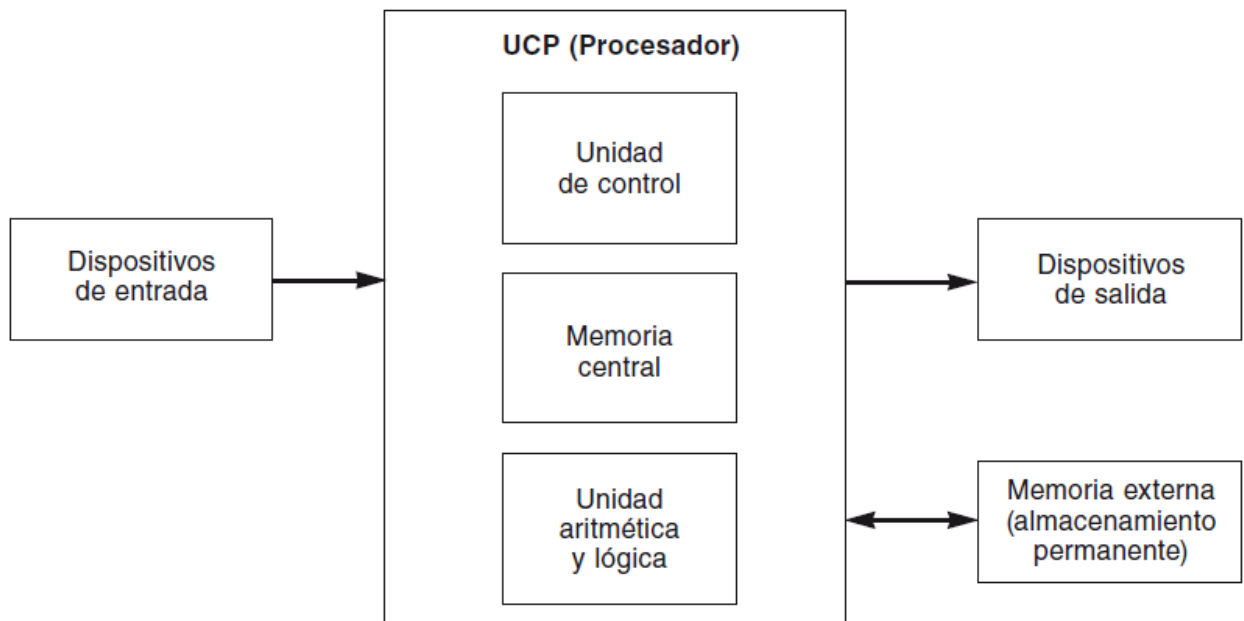 UCP (Procesador)
Unidad
de control
Dispositivos
de entrada
Memoria
central
Dispositivos
de salida
Unidad
aritmética
y lógica
Memoria externa
(almacenamiento
permanente)